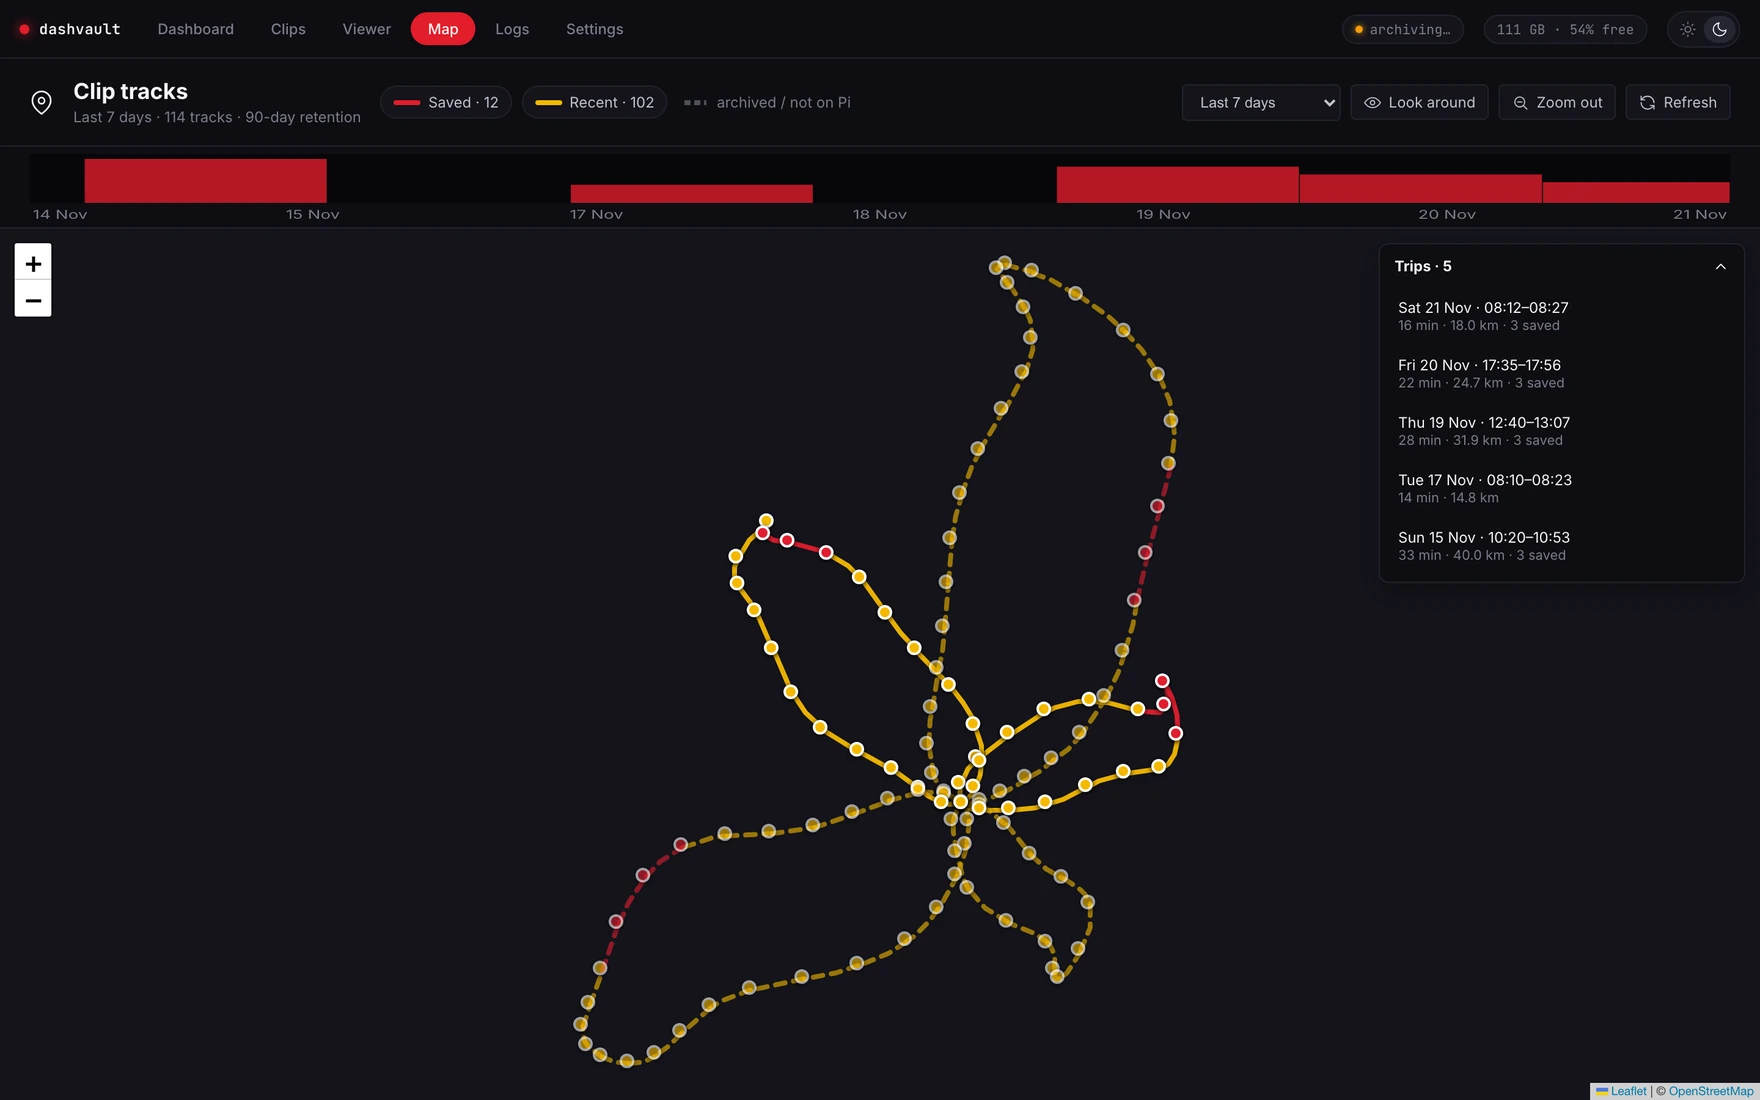 dashvault Dashboard Clips Viewer Map Logs Settings archiving… 111 GB · 54% free
Clip tracks
Last 7 days · 114 tracks · 90-day retention
Saved · 12 Recent · 102 archived / not on Pi Last 7 days Look around Zoom out Refresh
14 Nov 15 Nov 17 Nov 18 Nov 19 Nov 20 Nov 21 Nov
+
−
Trips · 5
Sat 21 Nov · 08:12–08:27
16 min · 18.0 km · 3 saved
Fri 20 Nov · 17:35–17:56
22 min · 24.7 km · 3 saved
Thu 19 Nov · 12:40–13:07
28 min · 31.9 km · 3 saved
Tue 17 Nov · 08:10–08:23
14 min · 14.8 km
Sun 15 Nov · 10:20–10:53
33 min · 40.0 km · 3 saved
Leaflet | © OpenStreetMap